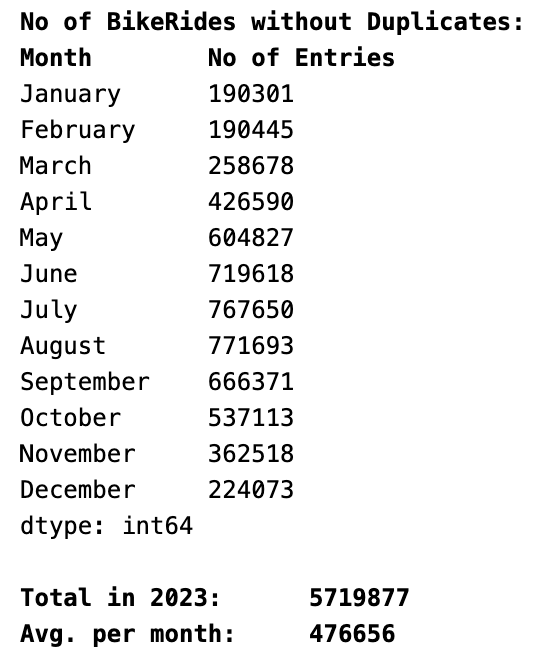 No of BikeRides without Duplicates:
Month No of Entries
January 190301
February 190445
March 258678
April 426590
May 604827
June 719618
July 767650
August 771693
September 666371
October 537113
November 362518
December 224073
dtype: int64
Total in 2023: 5719877
Avg. per month: 476656